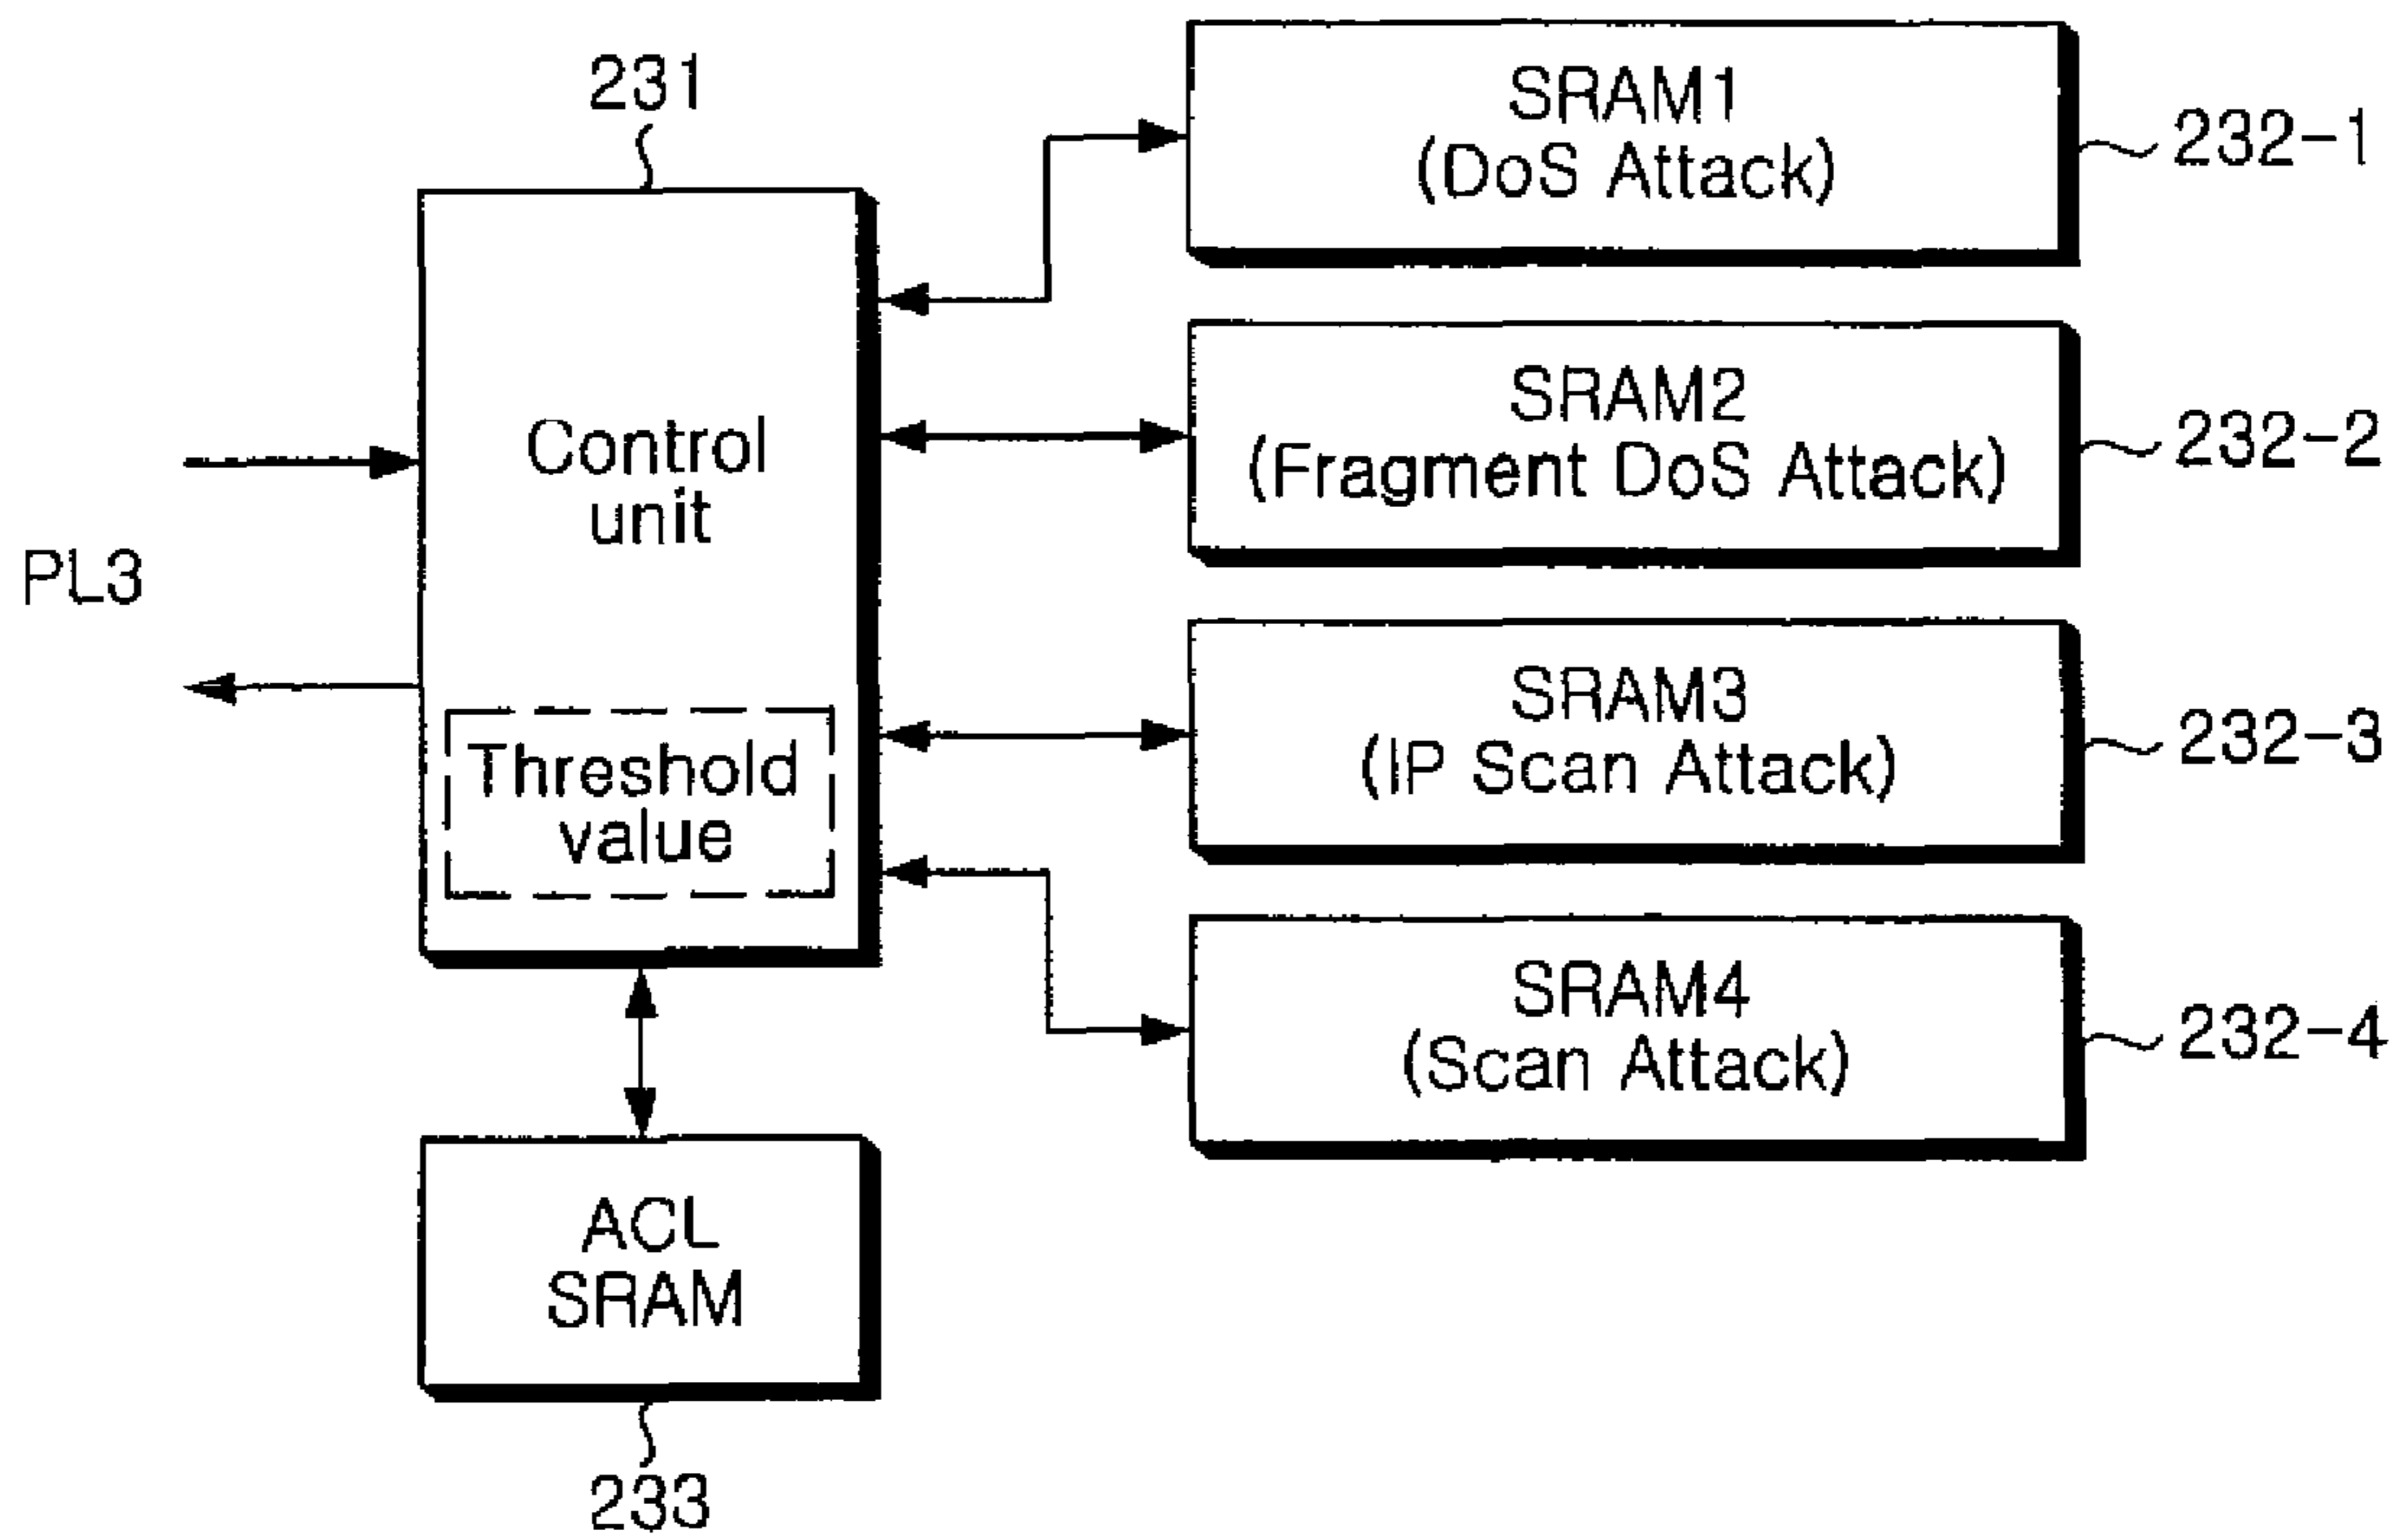 231
SRAM1
(DoS Attack)
232-1
Control
unit
SRAM2
(Fragment DoS Attack)
232-2
PL3
SRAM3
(IP Scan Attack)
232-3
Threshold
value
SRAM4
(Scan Attack)
232-4
ACL
SRAM
233